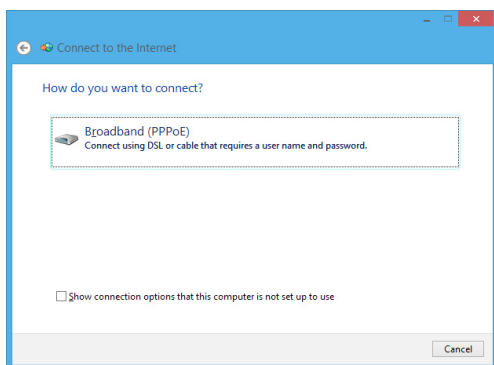 Connect to the Internet
How do you want to connect?
Broadband (PPPoE)
Connect using DSL or cable that requires a user name and password.
Show connection options that this computer is not set up to use
Cancel